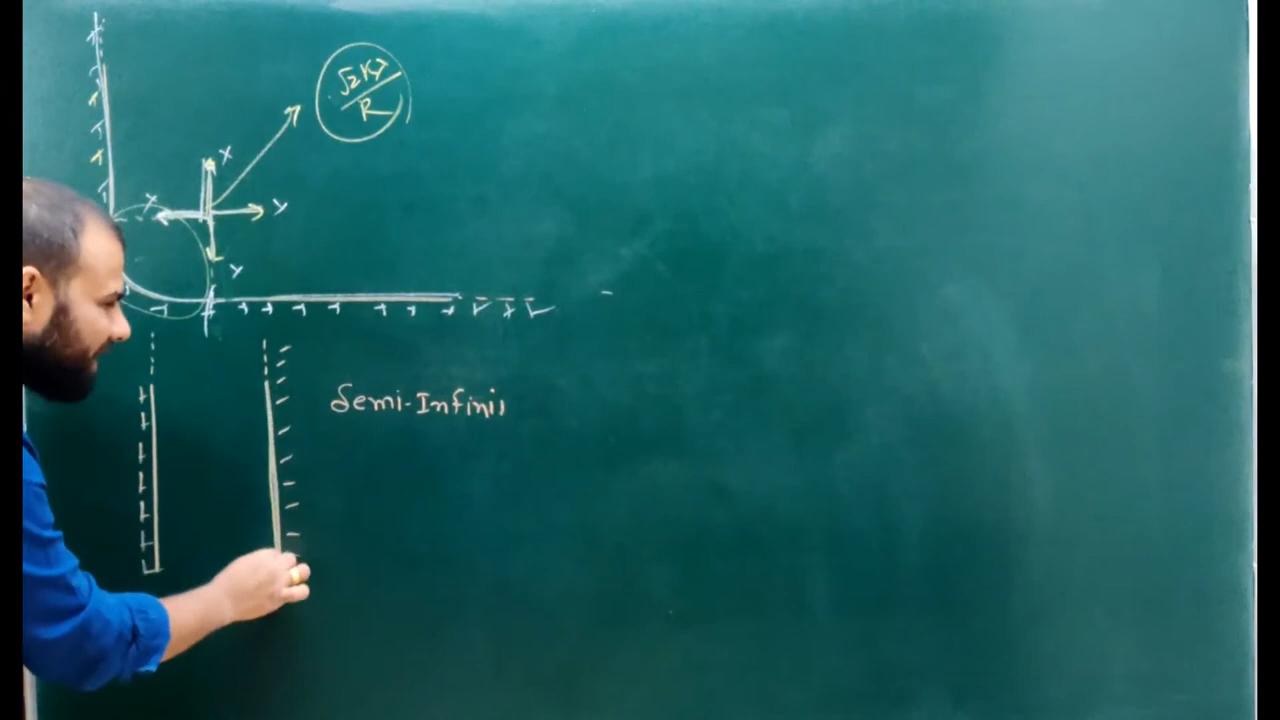 √2Kλ
R
x
x
y
y
Semi-Infini